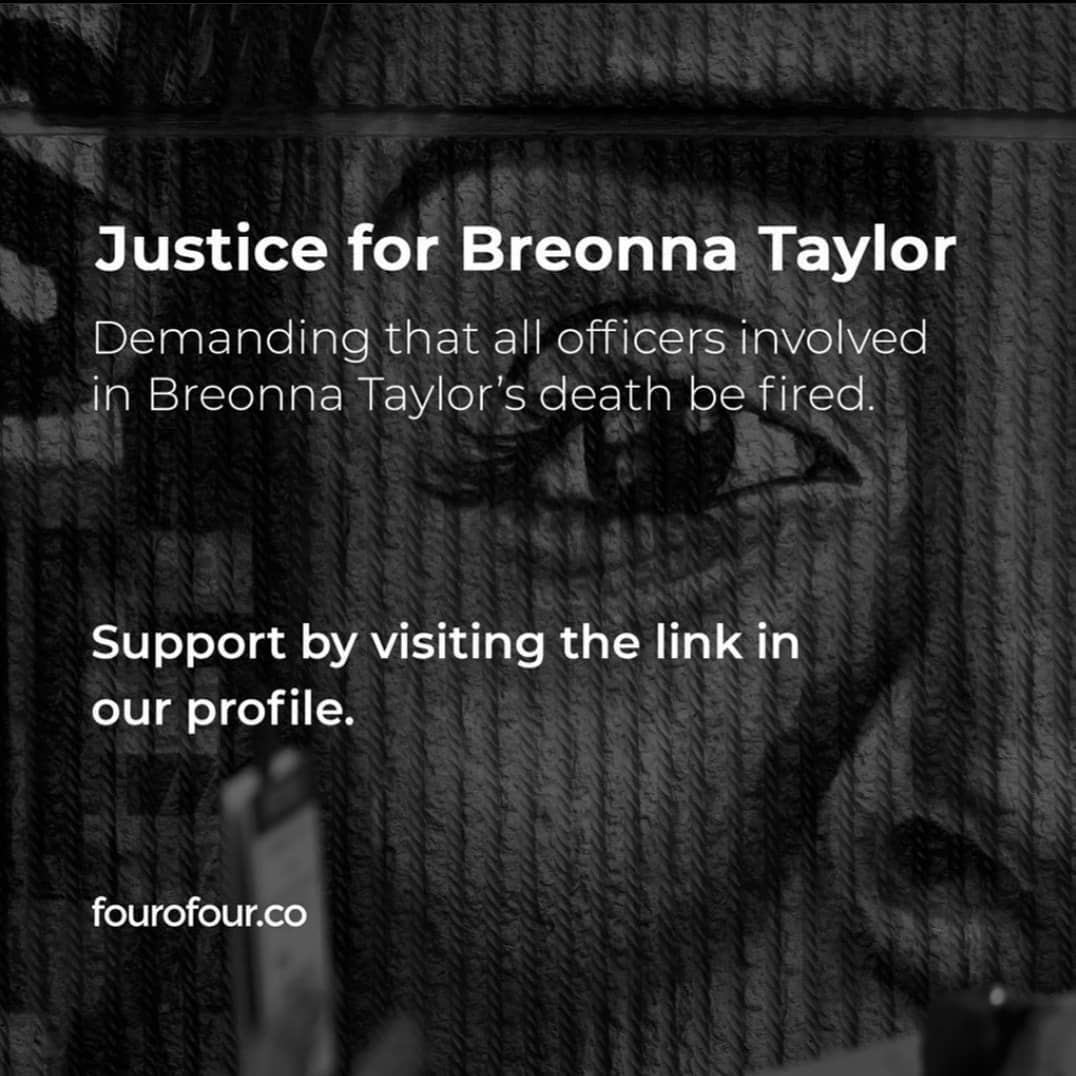 Justice for Breonna Taylor
Demanding that all officers involved
in Breonna Taylor’s death be fired.
Support by visiting the link in
our profile.
fourofour.co